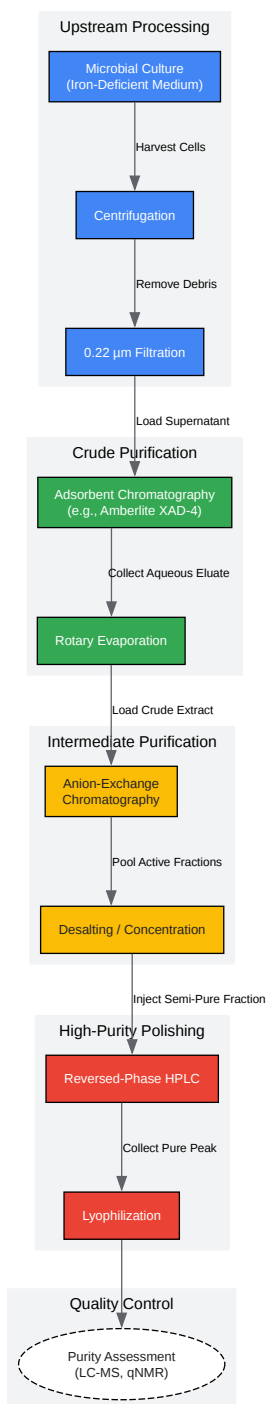 Upstream Processing
Microbial Culture
(Iron-Deficient Medium)
Harvest Cells
Centrifugation
Remove Debris
0.22 µm Filtration
Load Supernatant
Crude Purification
Adsorbent Chromatography
(e.g., Amberlite XAD-4)
Collect Aqueous Eluate
Rotary Evaporation
Load Crude Extract
Intermediate Purification
Anion-Exchange
Chromatography
Pool Active Fractions
Desalting / Concentration
Inject Semi-Pure Fraction
High-Purity Polishing
Reversed-Phase HPLC
Collect Pure Peak
Lyophilization
Quality Control
Purity Assessment
(LC-MS, qNMR)